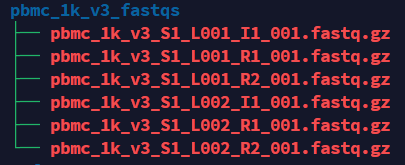 pbmc_1k_v3_fastqs
├── pbmc_1k_v3_S1_L001_I1_001.fastq.gz
├── pbmc_1k_v3_S1_L001_R1_001.fastq.gz
├── pbmc_1k_v3_S1_L001_R2_001.fastq.gz
├── pbmc_1k_v3_S1_L002_I1_001.fastq.gz
├── pbmc_1k_v3_S1_L002_R1_001.fastq.gz
└── pbmc_1k_v3_S1_L002_R2_001.fastq.gz